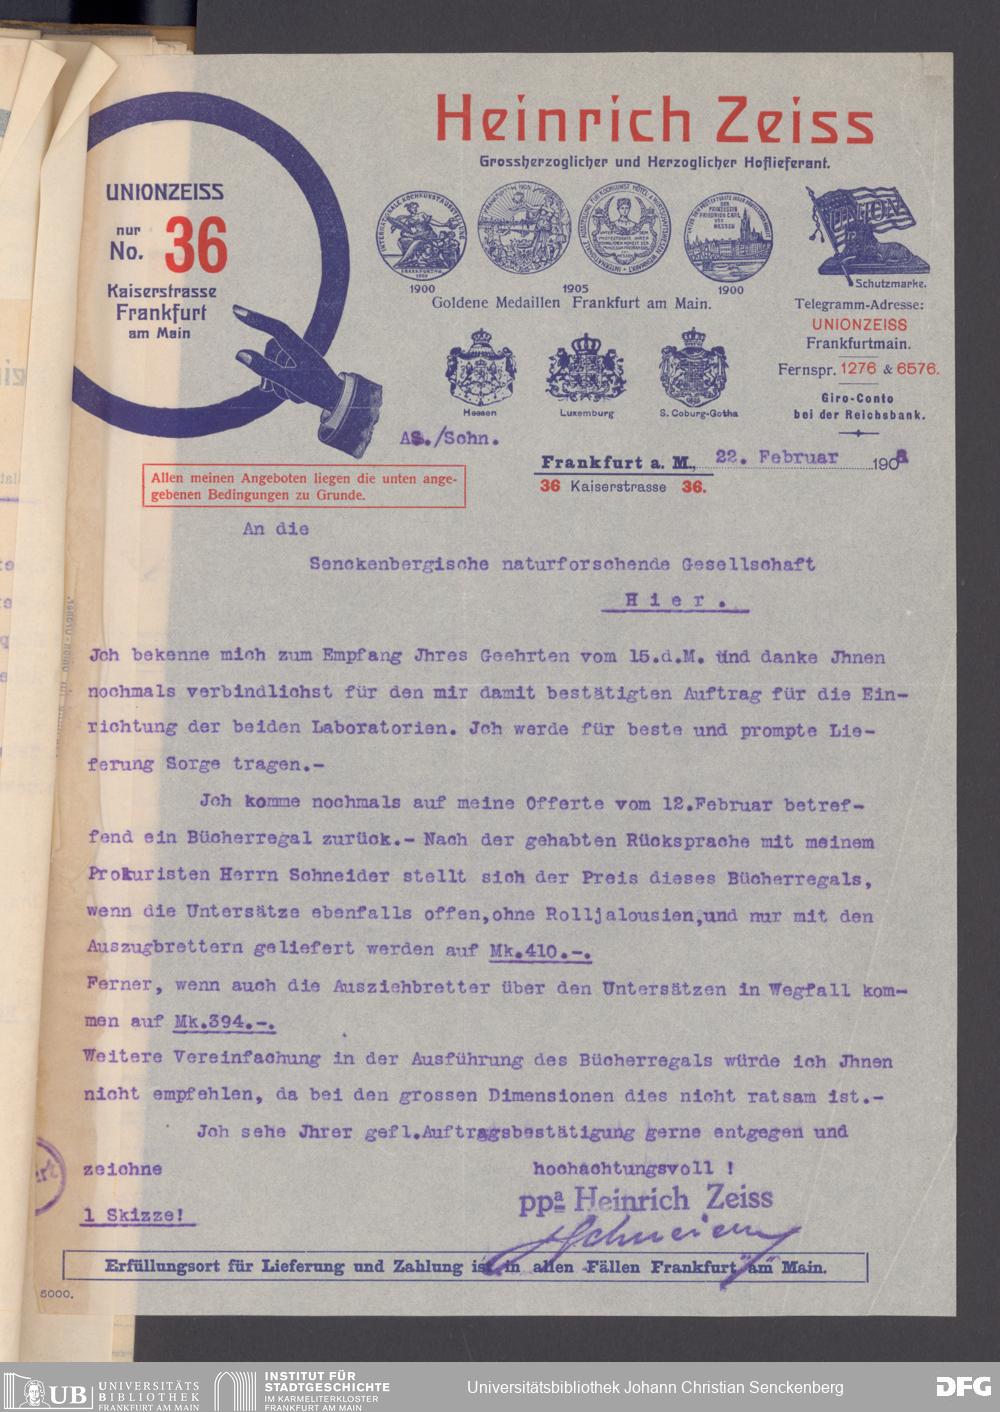 Heinrich Zeiss
Grossherzoglicher und Herzoglicher Hoflieferant.
UNIONZEISS
nur
No. 36
Kaiserstrasse
Frankfurt
am Main
1900
1905
1900
Goldene Medaillen Frankfurt am Main.
UNION
Schutzmarke.
Telegramm-Adresse:
UNIONZEISS
Frankfurtmain.
Fernspr. 1276 & 6576.
Giro-Conto
bei der Reichsbank.
Hessen
Luxemburg
S. Coburg-Gotha
AS./Sohn.
Frankfurt a. M., 22. Februar 190
36 Kaiserstrasse 36.
Allen meinen Angeboten liegen die unten ange-
gebenen Bedingungen zu Grunde.
An die
Senckenbergische naturforschende Gesellschaft
Hier.
Jch bekenne mich zum Empfang Jhres Geehrten vom 15.d.M. und danke Jhnen
nochmals verbindlichst für den mir damit bestätigten Auftrag für die Ein-
richtung der beiden Laboratorien. Jch werde für beste und prompte Lie-
ferung Sorge tragen.-
Jch komme nochmals auf meine Offerte vom 12.Februar betref-
fend ein Bücherregal zurück.- Nach der gehabten Rücksprache mit meinem
Prokuristen Herrn Schneider stellt sich der Preis dieses Bücherregals,
wenn die Untersätze ebenfalls offen,ohne Rolljalousien,und nur mit den
Auszugbrettern geliefert werden auf Mk.410.-.
Ferner, wenn auch die Ausziehbretter über den Untersätzen in Wegfall kom-
men auf Mk.394.-.
Weitere Vereinfachung in der Ausführung des Bücherregals würde ich Jhnen
nicht empfehlen, da bei den grossen Dimensionen dies nicht ratsam ist.-
Jch sehe Jhrer gefl.Auftragsbestätigung gerne entgegen und
zeichne
hochachtungsvoll !
ppa Heinrich Zeiss
Schneider
1 Skizze!
Erfüllungsort für Lieferung und Zahlung ist in allen Fällen Frankfurt am Main.
5000.
UB UNIVERSITÄTS
BIBLIOTHEK
FRANKFURT AM MAIN
INSTITUT FÜR
STADTGESCHICHTE
IM KARMELITERKLOSTER
FRANKFURT AM MAIN
Universitätsbibliothek Johann Christian Senckenberg
DFG